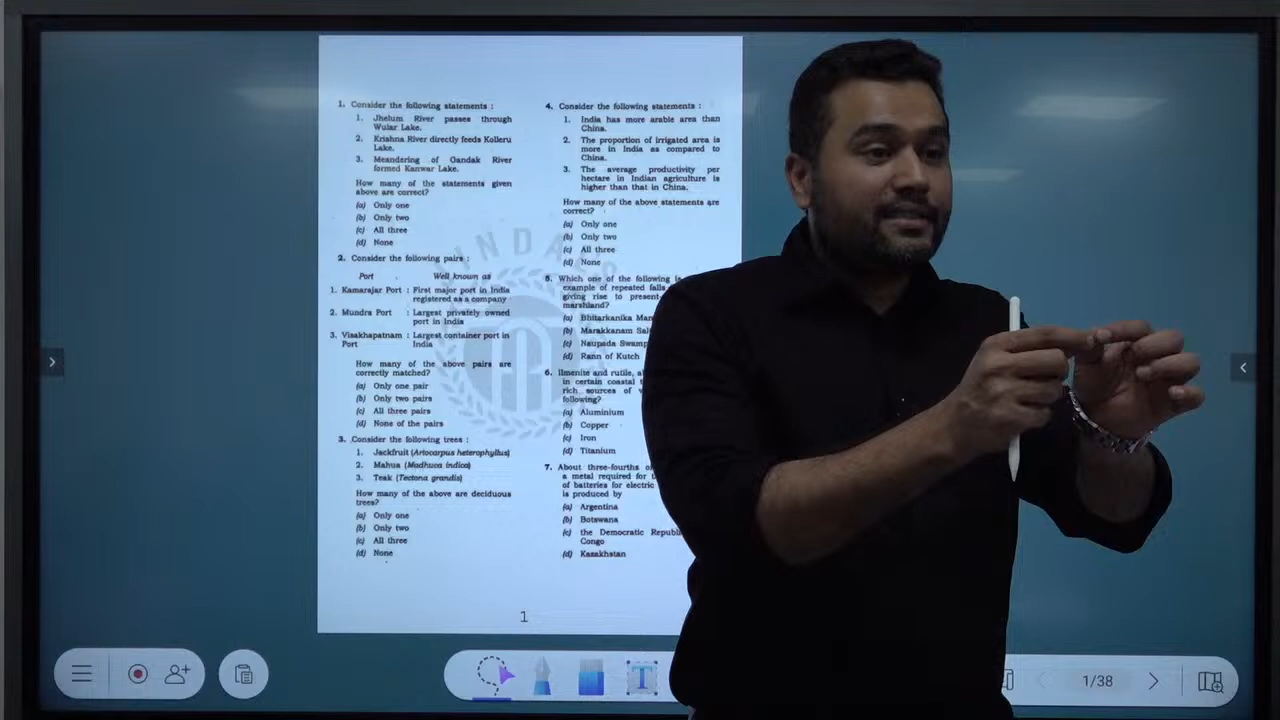 1. Consider the following statements :
1. Jhelum River passes through
Wular Lake.
2. Krishna River directly feeds Kolleru
Lake.
3. Meandering of Gandak River
formed Kanwar Lake.
How many of the statements given
above are correct?
(a) Only one
(b) Only two
(c) All three
(d) None
2. Consider the following pairs :
Port Well known as
1. Kamarajar Port : First major port in India
registered as a company
2. Mundra Port : Largest privately owned
port in India
3. Visakhapatnam : Largest container port in
Port India
How many of the above pairs are
correctly matched?
(a) Only one pair
(b) Only two pairs
(c) All three pairs
(d) None of the pairs
3. Consider the following trees :
1. Jackfruit (Artocarpus heterophyllus)
2. Mahua (Madhuca indica)
3. Teak (Tectona grandis)
How many of the above are deciduous
trees?
(a) Only one
(b) Only two
(c) All three
(d) None
4. Consider the following statements :
1. India has more arable area than
China.
2. The proportion of irrigated area is
more in India as compared to
China.
3. The average productivity per
hectare in Indian agriculture is
higher than that in China.
How many of the above statements are
correct?
(a) Only one
(b) Only two
(c) All three
(d) None
5. Which one of the following is
example of repeated falls
giving rise to present-
marshland?
(a) Bhitarkanika
(b) Marakkanam
(c) Naupada Swamp
(d) Rann of Kutch
6. Ilmenite and rutile,
in certain coastal
rich sources of
following?
(a) Aluminium
(b) Copper
(c) Iron
(d) Titanium
7. About three-fourths
a metal required for
of batteries for electric
is produced by
(a) Argentina
(b) Botswana
(c) the Democratic
Congo
(d) Kazakhstan
1
T
1/38